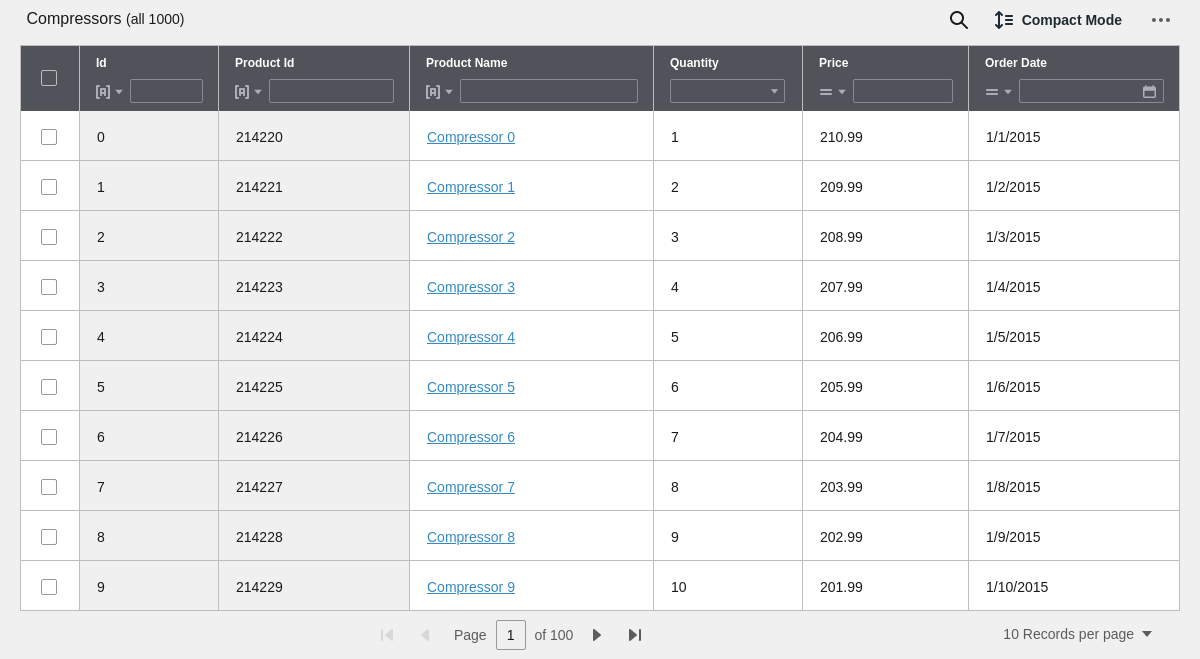 Compressors (all 1000) Compact Mode
Id Product Id Product Name Quantity Price Order Date
0 214220 Compressor 0 1 210.99 1/1/2015
1 214221 Compressor 1 2 209.99 1/2/2015
2 214222 Compressor 2 3 208.99 1/3/2015
3 214223 Compressor 3 4 207.99 1/4/2015
4 214224 Compressor 4 5 206.99 1/5/2015
5 214225 Compressor 5 6 205.99 1/6/2015
6 214226 Compressor 6 7 204.99 1/7/2015
7 214227 Compressor 7 8 203.99 1/8/2015
8 214228 Compressor 8 9 202.99 1/9/2015
9 214229 Compressor 9 10 201.99 1/10/2015
Page 1 of 100 10 Records per page